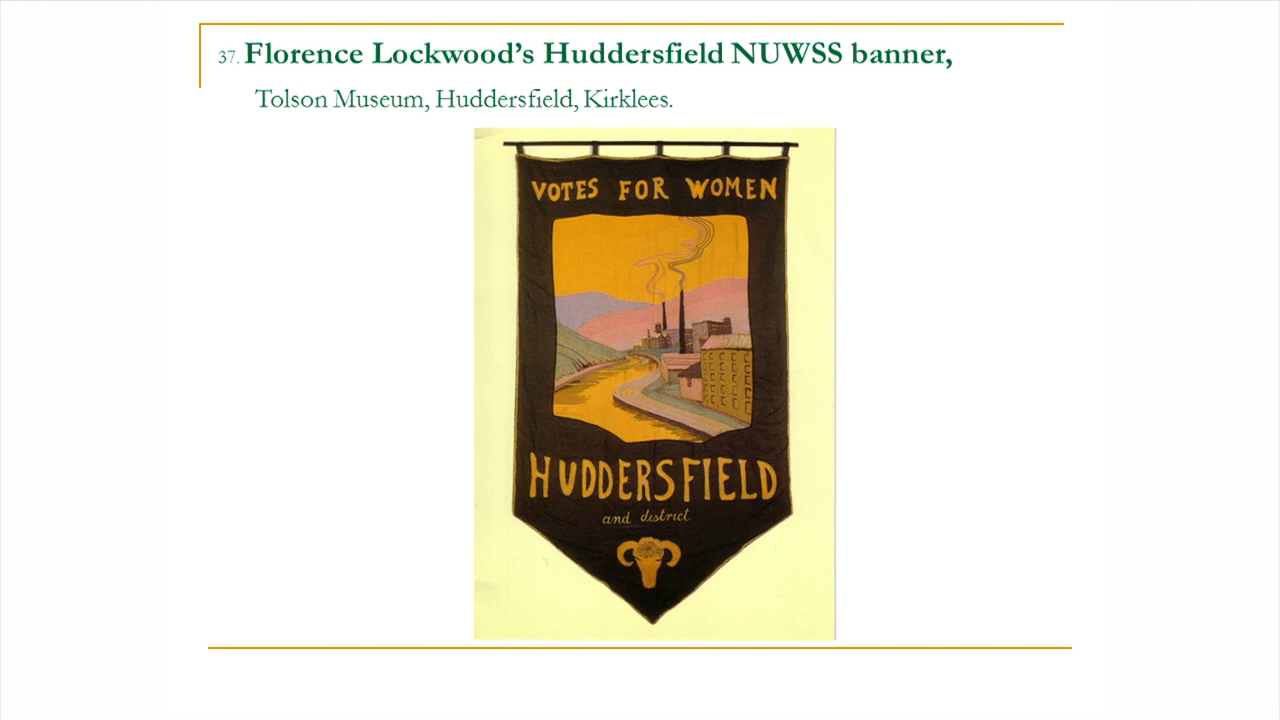 37. Florence Lockwood’s Huddersfield NUWSS banner,
Tolson Museum, Huddersfield, Kirklees.
VOTES FOR WOMEN
HUDDERSFIELD
and district